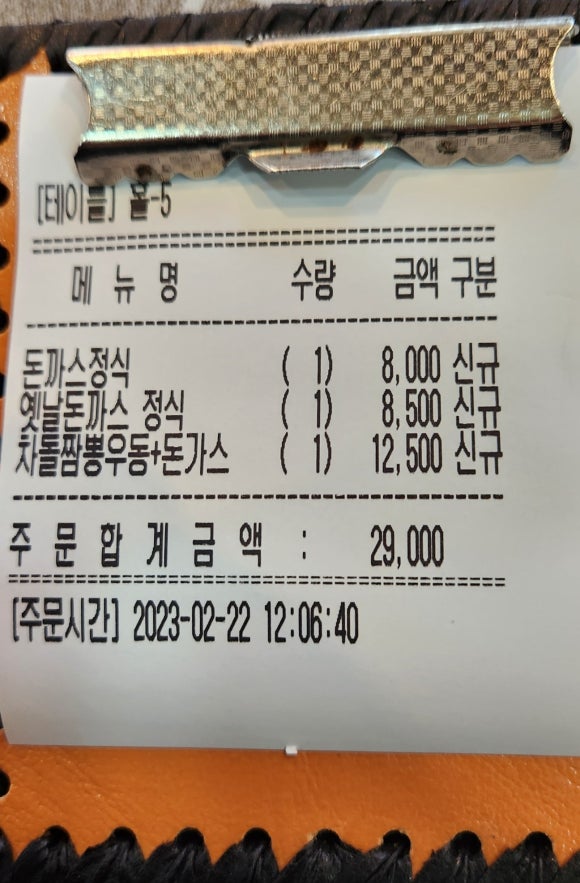 [테이블] 홀-5
메 뉴 명 수량 금액 구분
돈까스정식 ( 1) 8,000 신규
옛날돈까스 정식 ( 1) 8,500 신규
차돌짬뽕우동+돈가스 ( 1) 12,500 신규
주 문 합 계 금 액 : 29,000
[주문시간] 2023-02-22 12:06:40